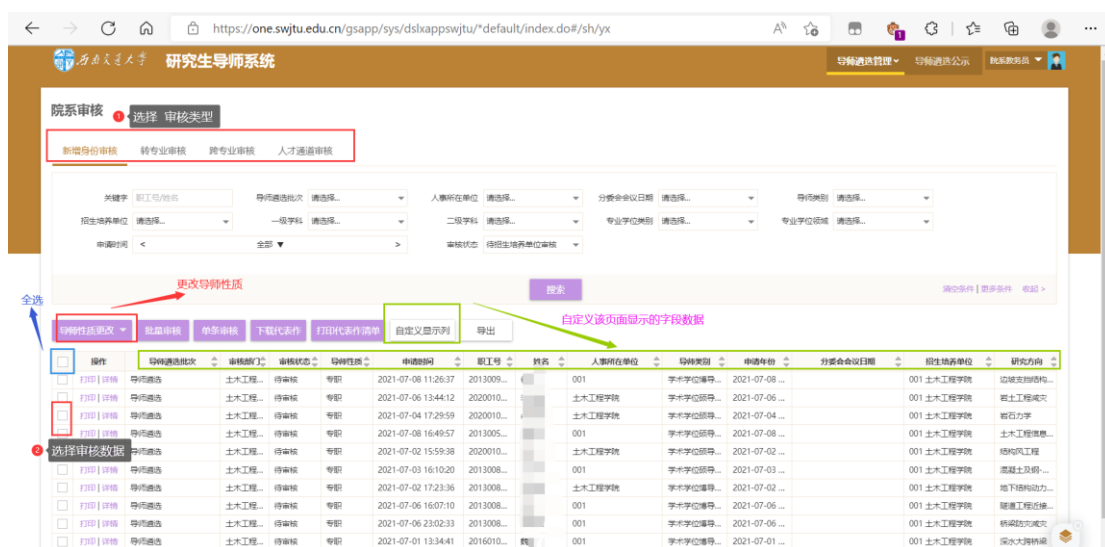 https://one.swjtu.edu.cn/gsapp/sys/dslxappswjtu/*default/index.do#/sh/yx
1
西南交通大学 研究生导师系统 导师遴选管理 导师遴选公示 院系教务员
院系审核 1 选择 审核类型
新增身份审核 转专业审核 跨专业审核 人才通道审核
关键字 职工号/姓名 导师遴选批次 请选择... 人事所在单位 请选择... 分委会会议日期 请选择... 导师类别 请选择...
招生培养单位 请选择... 一级学科 请选择... 二级学科 请选择... 专业学位类别 请选择... 专业学位领域 请选择...
申请时间 < 全部 ▼ > 审核状态 待招生培养单位审核
更改导师性质 搜索 清空条件 | 更多条件 收起 >
全选
自定义该页面显示的字段数据
导师性质更改 批量审核 单条审核 下载代表作 打印代表作清单 自定义显示列 导出
操作 导师遴选批次 审核部门 审核状态 导师性质 申请时间 职工号 姓名 人事所在单位 导师类别 申请年份 分委会会议日期 招生培养单位 研究方向
打印 | 详情 导师遴选 土木工程... 待审核 专职 2021-07-08 11:26:37 2013009... 001 学术学位博导... 2021-07-08 ... 001 土木工程学院 边坡支挡结构...
打印 | 详情 导师遴选 土木工程... 待审核 专职 2021-07-06 13:44:12 2020010... 土木工程学院 学术学位硕导... 2021-07-06 ... 001 土木工程学院 岩土工程减灾
打印 | 详情 导师遴选 土木工程... 待审核 专职 2021-07-04 17:29:59 2020010... 土木工程学院 学术学位硕导... 2021-07-04 ... 001 土木工程学院 岩石力学
打印 | 详情 导师遴选 土木工程... 待审核 专职 2021-07-08 16:49:57 2013005... 001 学术学位硕导... 2021-07-08 ... 001 土木工程学院 土木工程信息...
2 选择审核数据 导师遴选 土木工程... 待审核 专职 2021-07-02 15:59:38 2020010... 土木工程学院 学术学位硕导... 2021-07-02 ... 001 土木工程学院 结构风工程
打印 | 详情 导师遴选 土木工程... 待审核 专职 2021-07-03 16:10:20 2013008... 001 学术学位博导... 2021-07-03 ... 001 土木工程学院 混凝土及钢-...
打印 | 详情 导师遴选 土木工程... 待审核 专职 2021-07-02 17:23:36 2013008... 土木工程学院 学术学位博导... 2021-07-02 ... 001 土木工程学院 地下结构动力...
打印 | 详情 导师遴选 土木工程... 待审核 专职 2021-07-06 16:07:10 2013008... 001 学术学位博导... 2021-07-06 ... 001 土木工程学院 隧道工程近接...
打印 | 详情 导师遴选 土木工程... 待审核 专职 2021-07-06 23:02:33 2013008... 001 学术学位博导... 2021-07-06 ... 001 土木工程学院 桥梁防灾减灾
打印 | 详情 导师遴选 土木工程... 待审核 专职 2021-07-01 13:34:41 2016010... 001 学术学位博导... 2021-07-01 ... 001 土木工程学院 深水大跨桥梁